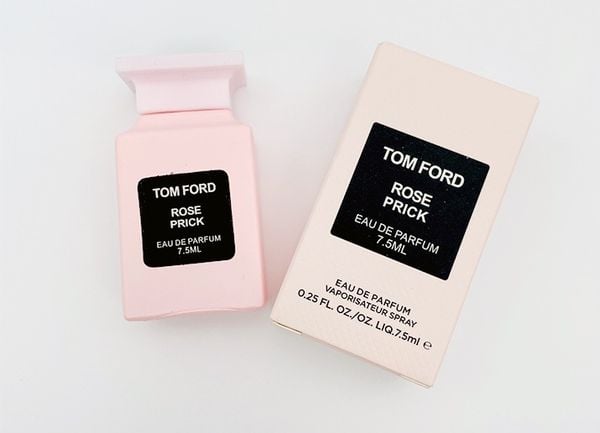 TOM FORD
ROSE
PRICK
EAU DE PARFUM
7.5ML
TOM FORD
ROSE
PRICK
EAU DE PARFUM
7.5ML
EAU DE PARFUM
VAPORISATEUR SPRAY
0.25 FL. OZ./OZ. LIQ.7.5ml ℮